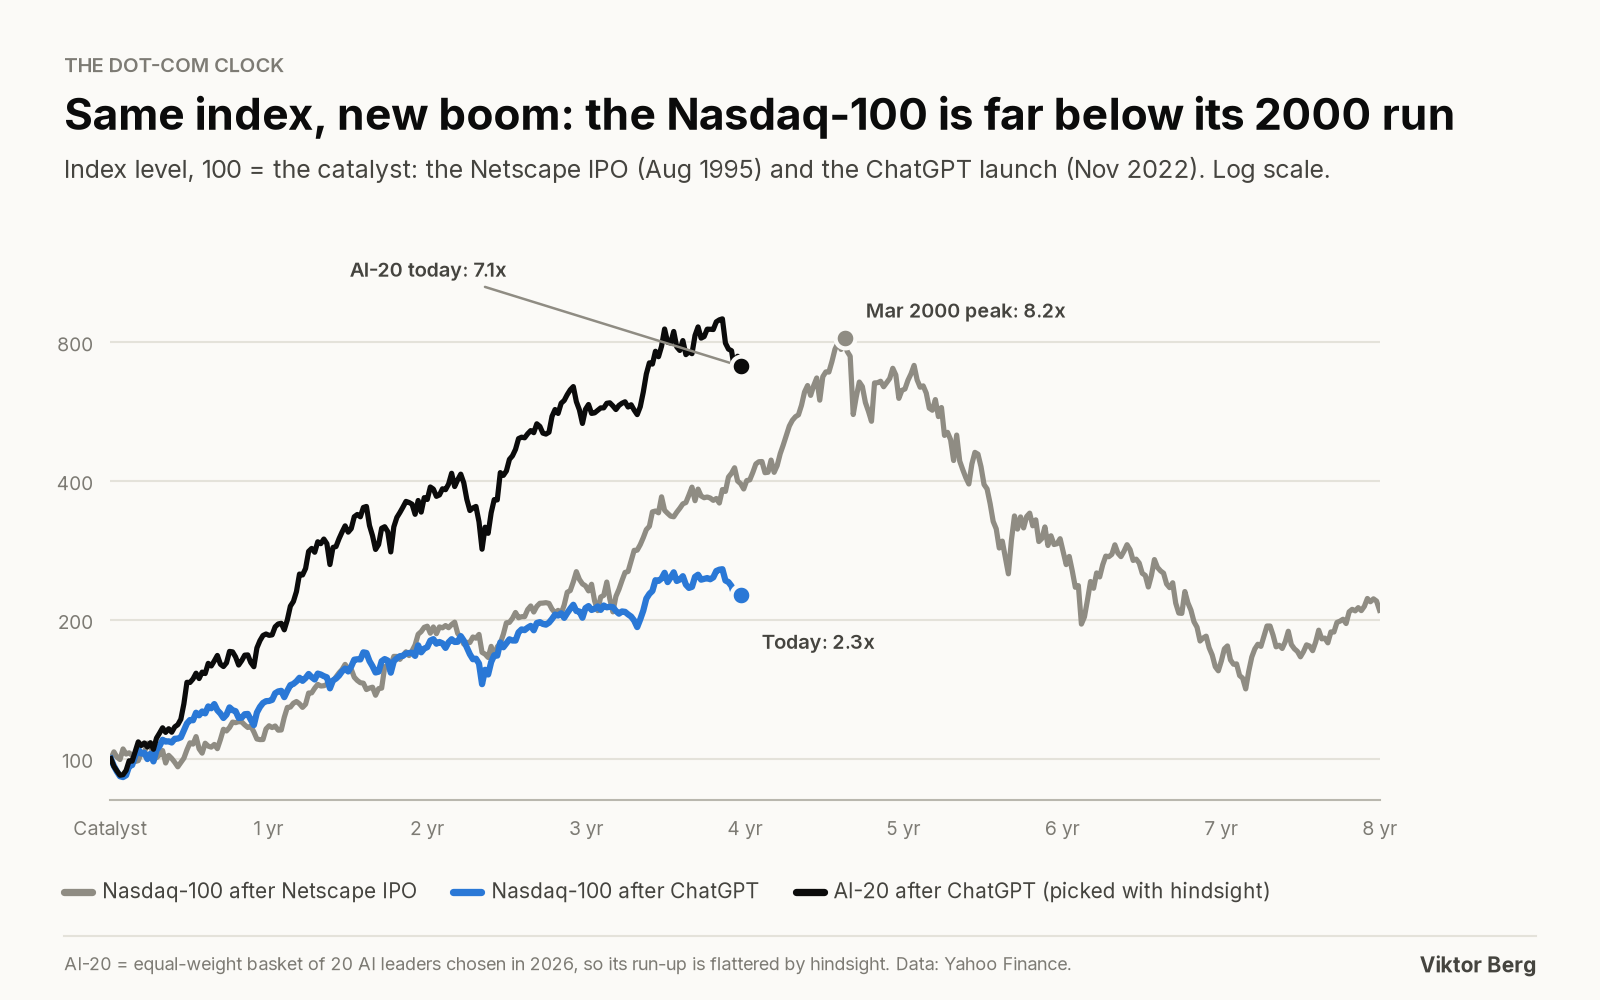 THE DOT-COM CLOCK
Same index, new boom: the Nasdaq-100 is far below its 2000 run
Index level, 100 = the catalyst: the Netscape IPO (Aug 1995) and the ChatGPT launch (Nov 2022). Log scale.
AI-20 today: 7.1x
Mar 2000 peak: 8.2x
800
400
200
Today: 2.3x
100
Catalyst 1 yr 2 yr 3 yr 4 yr 5 yr 6 yr 7 yr 8 yr
Nasdaq-100 after Netscape IPO Nasdaq-100 after ChatGPT AI-20 after ChatGPT (picked with hindsight)
AI-20 = equal-weight basket of 20 AI leaders chosen in 2026, so its run-up is flattered by hindsight. Data: Yahoo Finance.
Viktor Berg